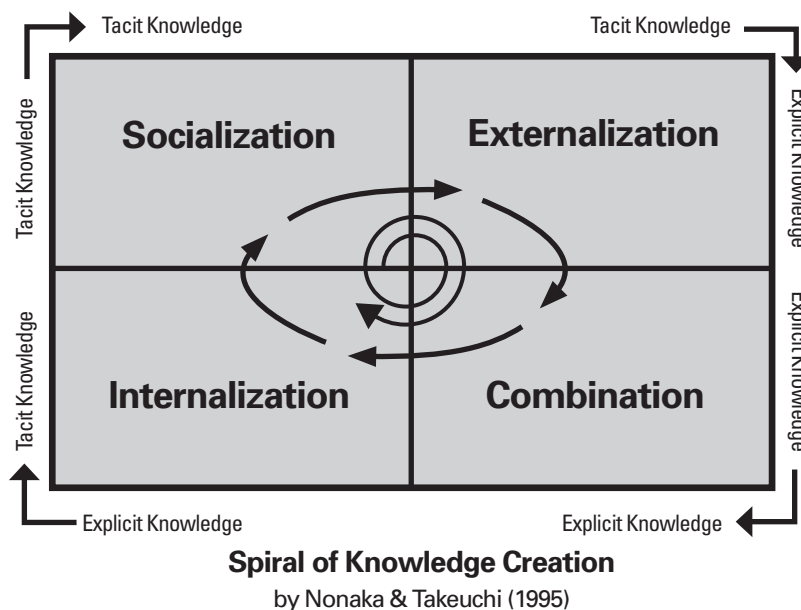 Tacit Knowledge
Tacit Knowledge
Tacit Knowledge
Explicit Knowledge
Socialization
Externalization
Tacit Knowledge
Explicit Knowledge
Internalization
Combination
Explicit Knowledge
Explicit Knowledge
Spiral of Knowledge Creation
by Nonaka & Takeuchi (1995)